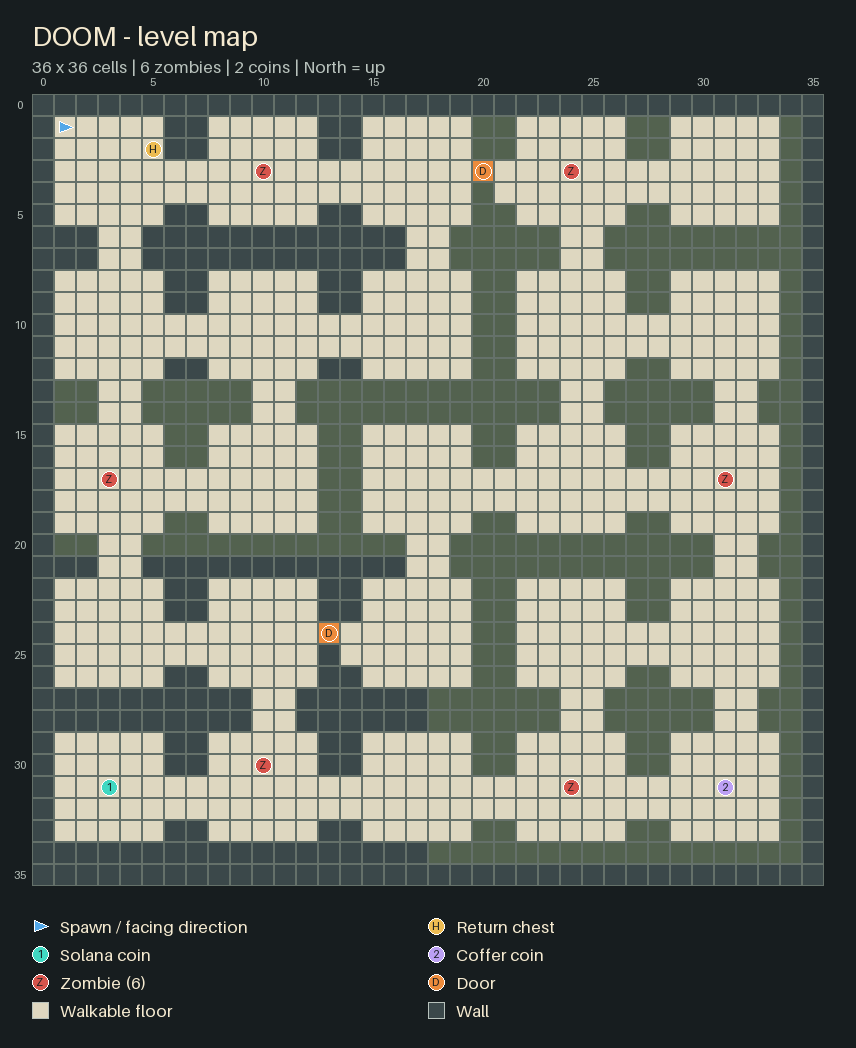 DOOM - level map
36 x 36 cells | 6 zombies | 2 coins | North = up
0 5 10 15 20 25 30 35
0
H
Z D Z
5
10
15
Z Z
20
D
25
30 Z
1 Z 2
35
Spawn / facing direction H Return chest
1 Solana coin 2 Coffer coin
Z Zombie (6) D Door
Walkable floor Wall